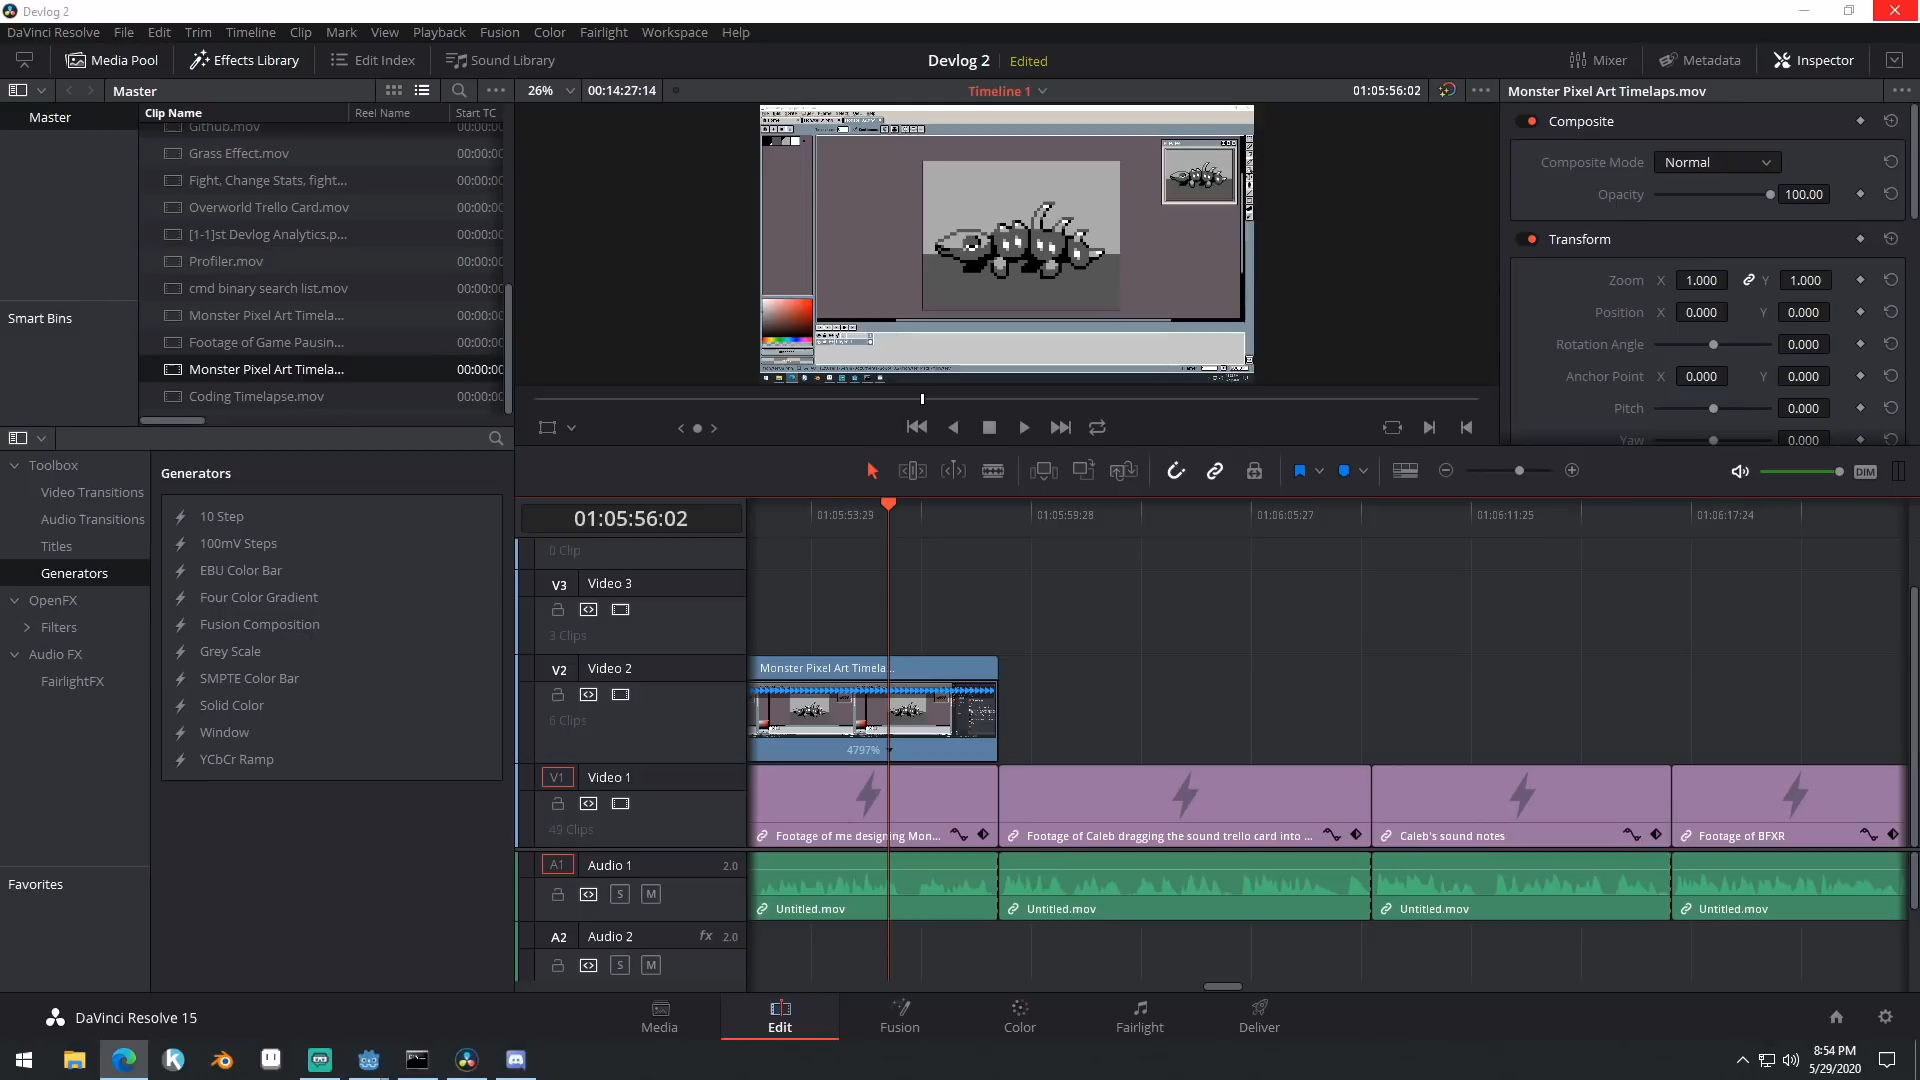 Devlog 2
DaVinci Resolve File Edit Trim Timeline Clip Mark View Playback Fusion Color Fairlight Workspace Help
Media Pool Effects Library Edit Index Sound Library Devlog 2 Edited Mixer Metadata Inspector
Master 26% 00:14:27:14 Timeline 1 01:05:56:02 Monster Pixel Art Timelaps.mov
Master
Clip Name Reel Name Start TC
Github.mov 00:00:00
Grass Effect.mov 00:00:00
Fight, Change Stats, fight... 00:00:00
Overworld Trello Card.mov 00:00:00
[1-1]st Devlog Analytics.p... 00:00:00
Profiler.mov 00:00:00
cmd binary search list.mov 00:00:00
Monster Pixel Art Timela... 00:00:00
Footage of Game Pausin... 00:00:00
Monster Pixel Art Timela... 00:00:00
Coding Timelapse.mov 00:00:00
Smart Bins
Composite
Composite Mode Normal
Opacity 100.00
Transform
Zoom X 1.000 Y 1.000
Position X 0.000 Y 0.000
Rotation Angle 0.000
Anchor Point X 0.000 Y 0.000
Pitch 0.000
Yaw 0.000
Toolbox
Video Transitions
Audio Transitions
Titles
Generators
OpenFX
Filters
Audio FX
FairlightFX
Favorites
Generators
10 Step
100mV Steps
EBU Color Bar
Four Color Gradient
Fusion Composition
Grey Scale
SMPTE Color Bar
Solid Color
Window
YCbCr Ramp
DIM
01:05:56:02 01:05:53:29 01:05:59:28 01:06:05:27 01:06:11:25 01:06:17:24
0 Clip
V3 Video 3
3 Clips
V2 Video 2 Monster Pixel Art Timela...
6 Clips
4797%
V1 Video 1
49 Clips
Footage of me designing Mon... Footage of Caleb dragging the sound trello card into ... Caleb's sound notes Footage of BFXR
A1 Audio 1 2.0
S M
Untitled.mov Untitled.mov Untitled.mov Untitled.mov
A2 Audio 2 fx 2.0
S M
DaVinci Resolve 15 Media Edit Fusion Color Fairlight Deliver
8:54 PM
5/29/2020